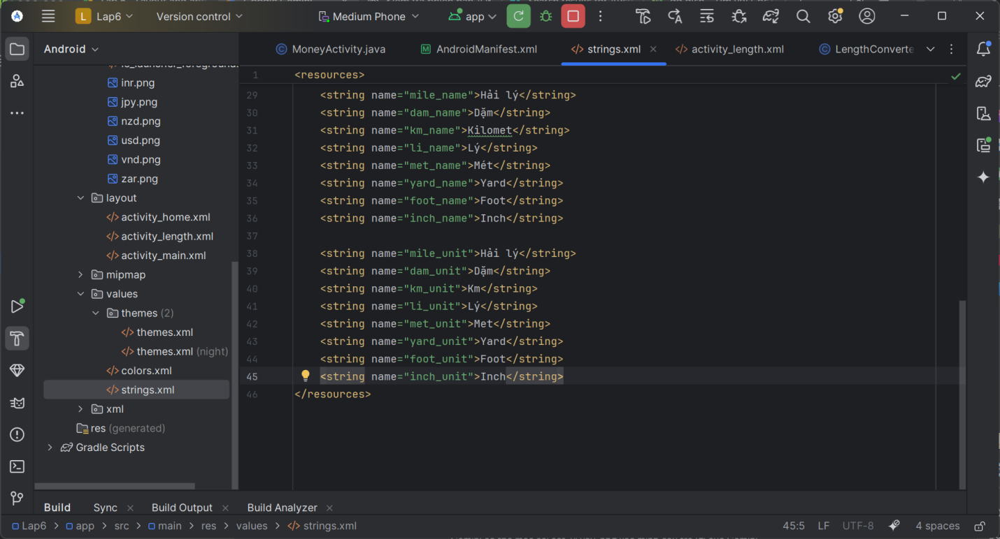 L Lap6 Version control Medium Phone app
Android
MoneyActivity.java AndroidManifest.xml strings.xml activity_length.xml LengthConverte
inr.png
jpy.png
nzd.png
usd.png
vnd.png
zar.png
layout
activity_home.xml
activity_length.xml
activity_main.xml
mipmap
values
themes (2)
themes.xml
themes.xml (night)
colors.xml
strings.xml
xml
res (generated)
Gradle Scripts
1 <resources>
29 <string name="mile_name">Hải lý</string>
30 <string name="dam_name">Dặm</string>
31 <string name="km_name">Kilomet</string>
32 <string name="li_name">Lý</string>
33 <string name="met_name">Mét</string>
34 <string name="yard_name">Yard</string>
35 <string name="foot_name">Foot</string>
36 <string name="inch_name">Inch</string>
37
38 <string name="mile_unit">Hải lý</string>
39 <string name="dam_unit">Dặm</string>
40 <string name="km_unit">Km</string>
41 <string name="li_unit">Lý</string>
42 <string name="met_unit">Met</string>
43 <string name="yard_unit">Yard</string>
44 <string name="foot_unit">Foot</string>
45 <string name="inch_unit">Inch</string>
46 </resources>
Build Sync Build Output Build Analyzer
Lap6 > app > src > main > res > values > strings.xml 45:5 LF UTF-8 4 spaces